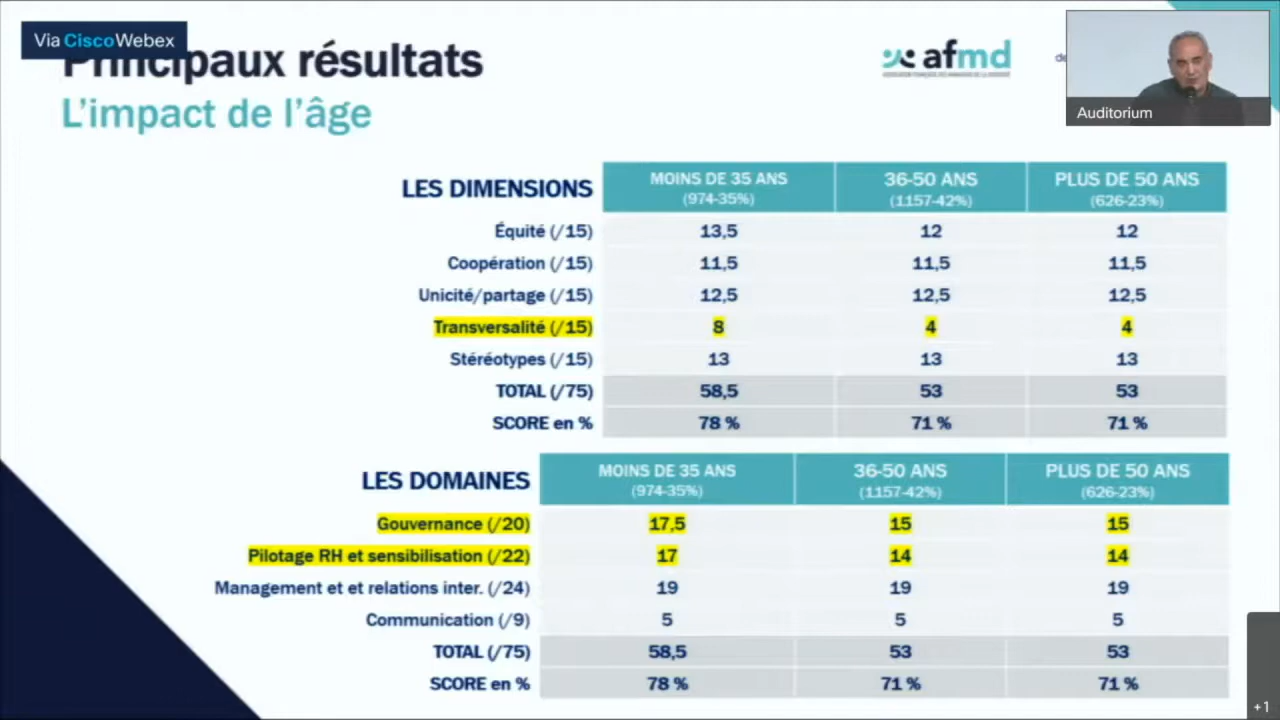 Via CiscoWebex
Principaux résultats
L'impact de l'âge
afmd
de
Auditorium
LES DIMENSIONS MOINS DE 35 ANS (974-35%) 36-50 ANS (1157-42%) PLUS DE 50 ANS (626-23%)
Équité (/15) 13,5 12 12
Coopération (/15) 11,5 11,5 11,5
Unicité/partage (/15) 12,5 12,5 12,5
Transversalité (/15) 8 4 4
Stéréotypes (/15) 13 13 13
TOTAL (/75) 58,5 53 53
SCORE en % 78 % 71 % 71 %
LES DOMAINES MOINS DE 35 ANS (974-35%) 36-50 ANS (1157-42%) PLUS DE 50 ANS (626-23%)
Gouvernance (/20) 17,5 15 15
Pilotage RH et sensibilisation (/22) 17 14 14
Management et et relations inter. (/24) 19 19 19
Communication (/9) 5 5 5
TOTAL (/75) 58,5 53 53
SCORE en % 78 % 71 % 71 %
+1